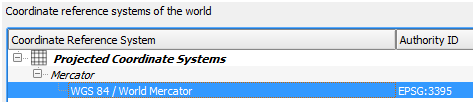 Coordinate reference systems of the world
Coordinate Reference System Authority ID
Projected Coordinate Systems
Mercator
WGS 84 / World Mercator EPSG:3395